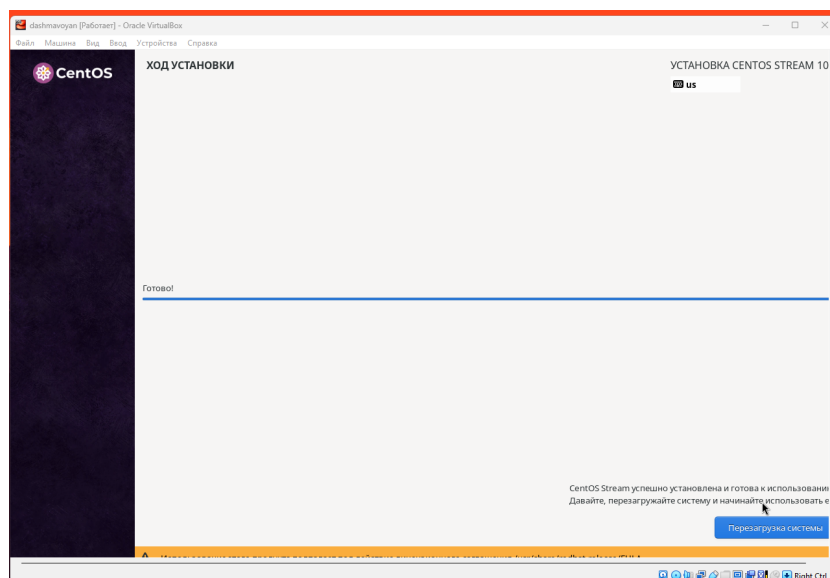 dashmavoyan [Работает] - Oracle VirtualBox
Файл Машина Вид Ввод Устройства Справка
CentOS
ХОД УСТАНОВКИ
УСТАНОВКА CENTOS STREAM 10
us
Готово!
CentOS Stream успешно установлена и готова к использовани
Давайте, перезагружайте систему и начинайте использовать е
Перезагрузка системы
Right Ctrl